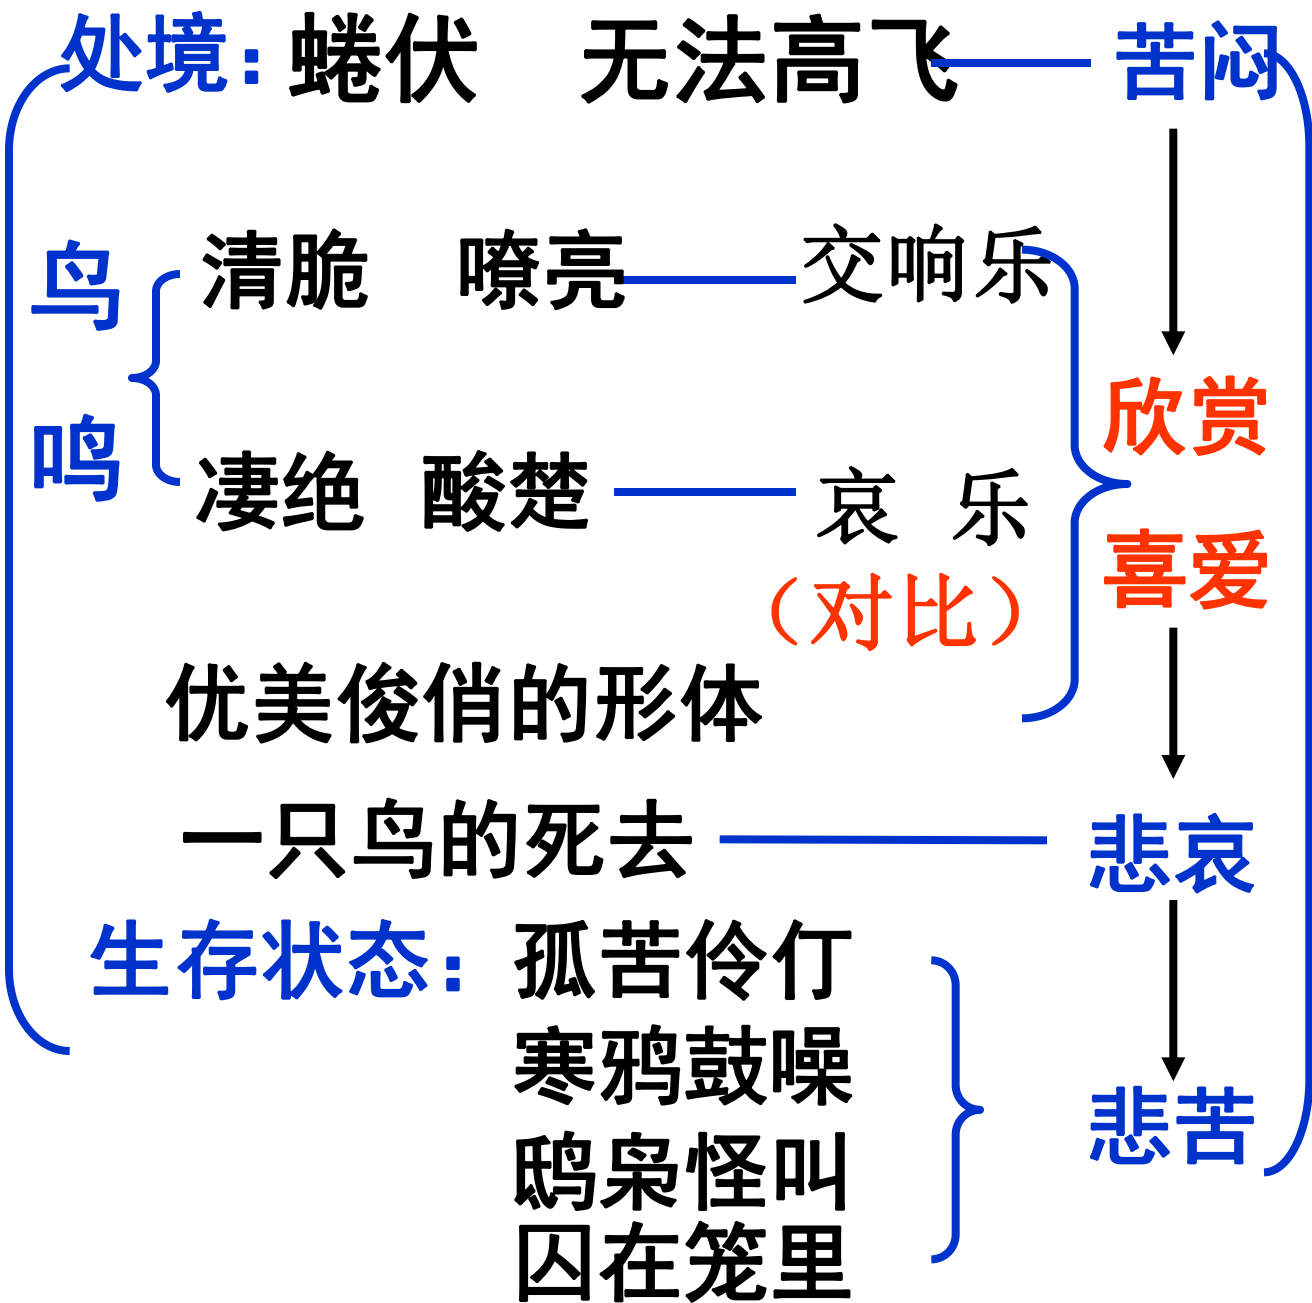 处境：蜷伏 无法高飞 苦闷
鸟鸣
清脆 嘹亮 交响乐
欣赏
凄绝 酸楚 哀 乐
喜爱
（对比）
优美俊俏的形体
一只鸟的死去 悲哀
生存状态：孤苦伶仃
寒鸦鼓噪
悲苦
鸱枭怪叫
囚在笼里